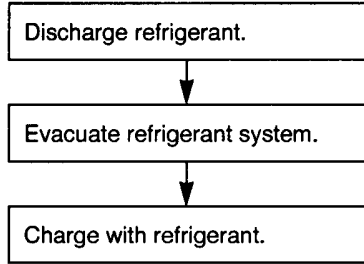 Discharge refrigerant.
Evacuate refrigerant system.
Charge with refrigerant.